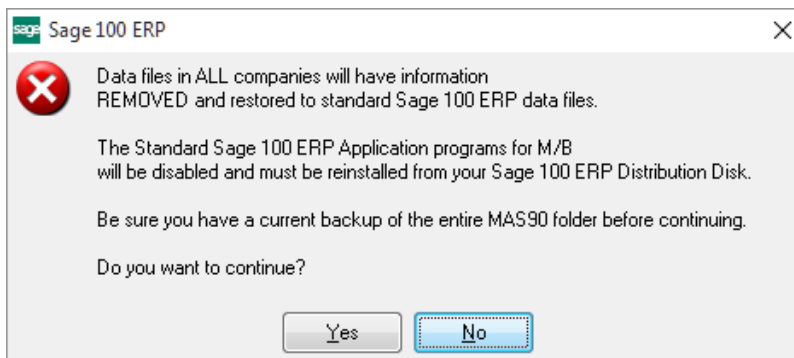 sage Sage 100 ERP
Data files in ALL companies will have information
REMOVED and restored to standard Sage 100 ERP data files.
The Standard Sage 100 ERP Application programs for M/B
will be disabled and must be reinstalled from your Sage 100 ERP Distribution Disk.
Be sure you have a current backup of the entire MAS90 folder before continuing.
Do you want to continue?
Yes No